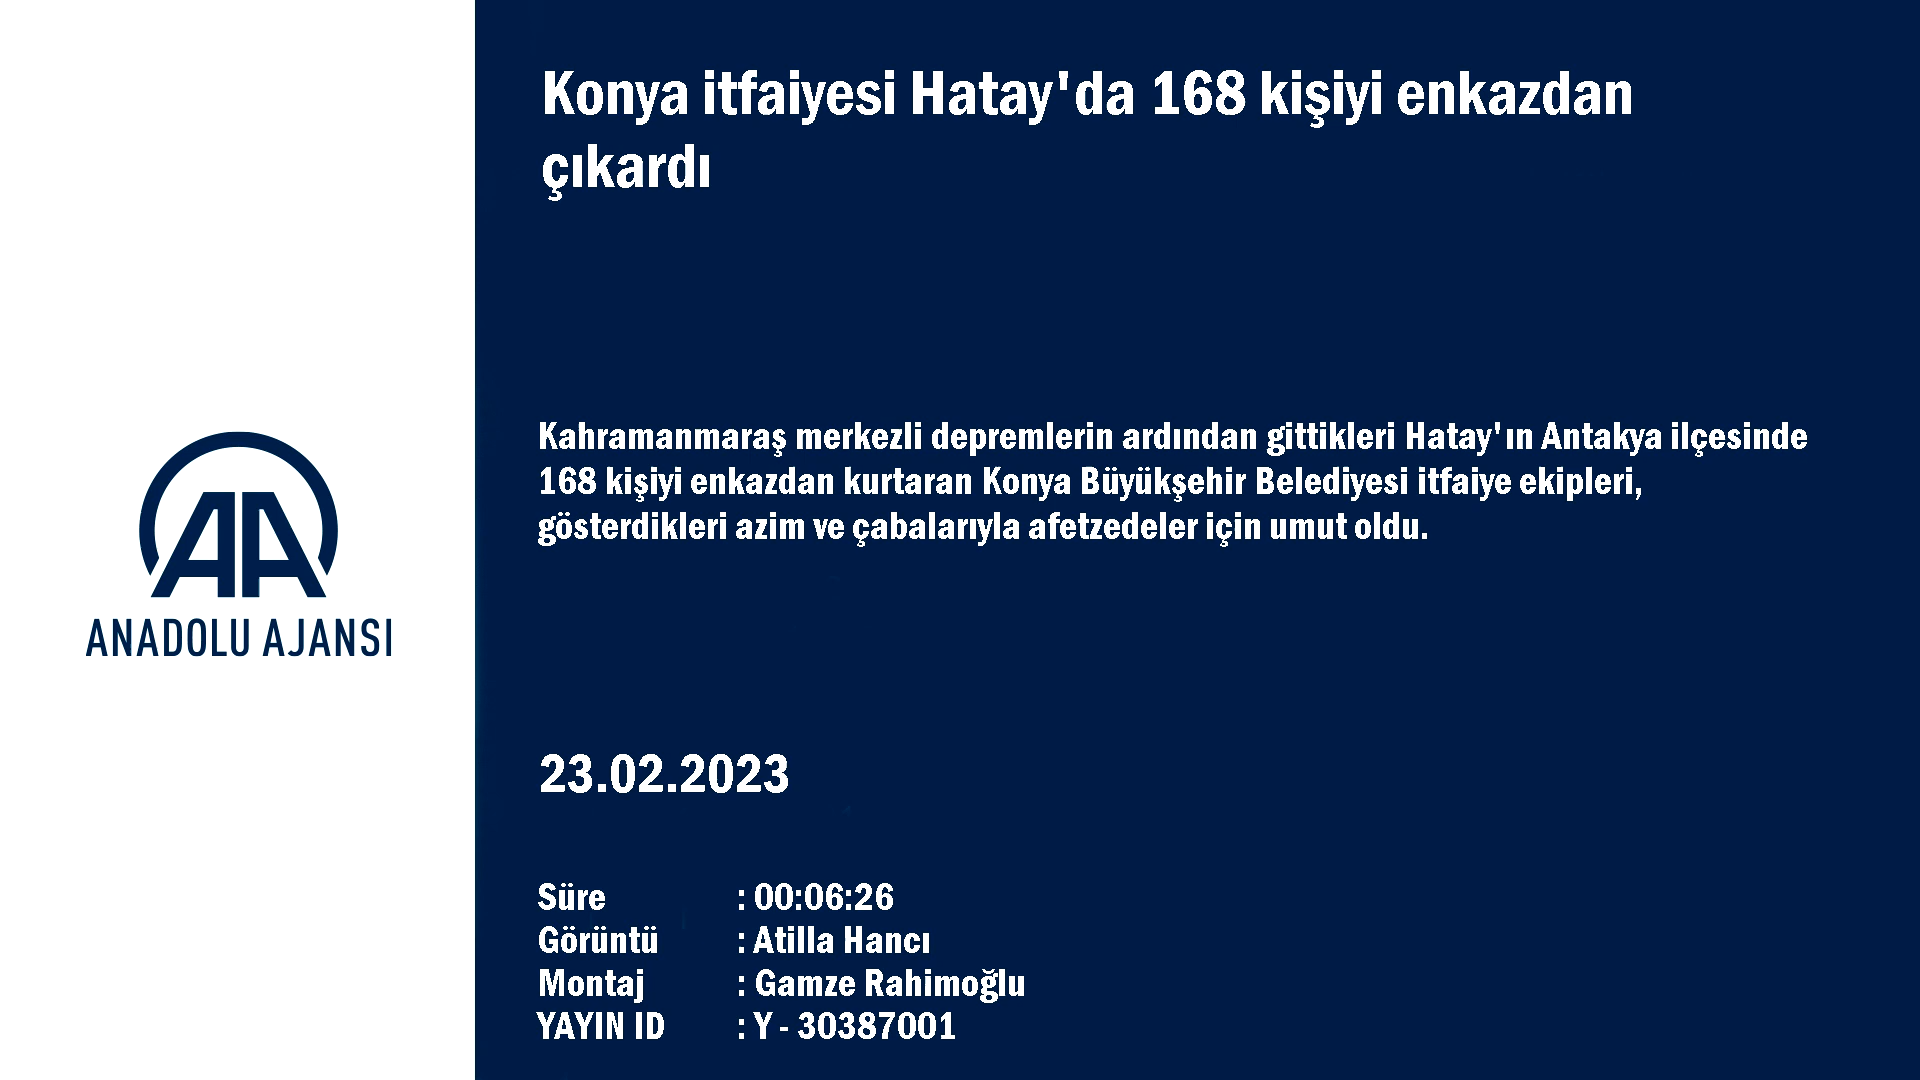 Konya itfaiyesi Hatay'da 168 kişiyi enkazdan
çıkardı
Kahramanmaraş merkezli depremlerin ardından gittikleri Hatay'ın Antakya ilçesinde
168 kişiyi enkazdan kurtaran Konya Büyükşehir Belediyesi itfaiye ekipleri,
gösterdikleri azim ve çabalarıyla afetzedeler için umut oldu.
AA
ANADOLU AJANSI
23.02.2023
Süre : 00:06:26
Görüntü : Atilla Hancı
Montaj : Gamze Rahimoğlu
YAYIN ID : Y - 30387001